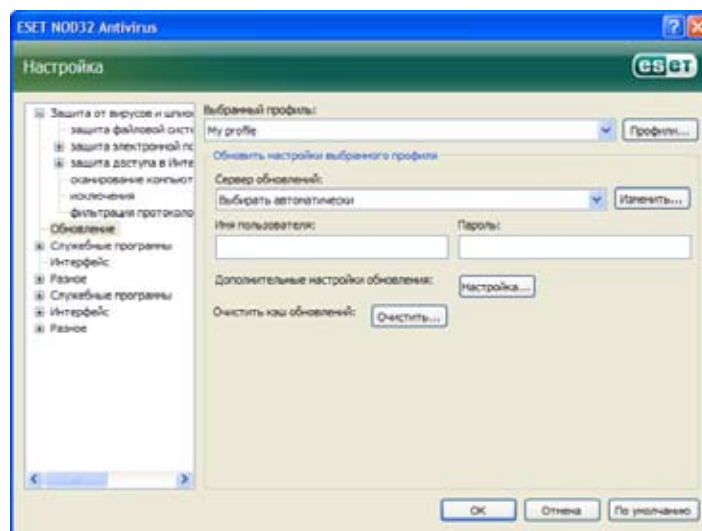 ESET NOD32 Antivirus
Настройка
eset
Защита от вирусов и шпио
защита файловой систе
защита электронной по
защита доступа в Инте
сканирование компьют
исключения
фильтрация протоколо
Обновление
Служебные программы
Интерфейс
Разное
Служебные программы
Интерфейс
Разное
Выбранный профиль:
My profile
Профили...
Обновить настройки выбранного профиля
Сервер обновлений:
Выбирать автоматически
Изменить...
Имя пользователя:
Пароль:
Дополнительные настройки обновления:
Настройка...
Очистить кэш обновлений:
Очистить...
OK
Отмена
По умолчанию